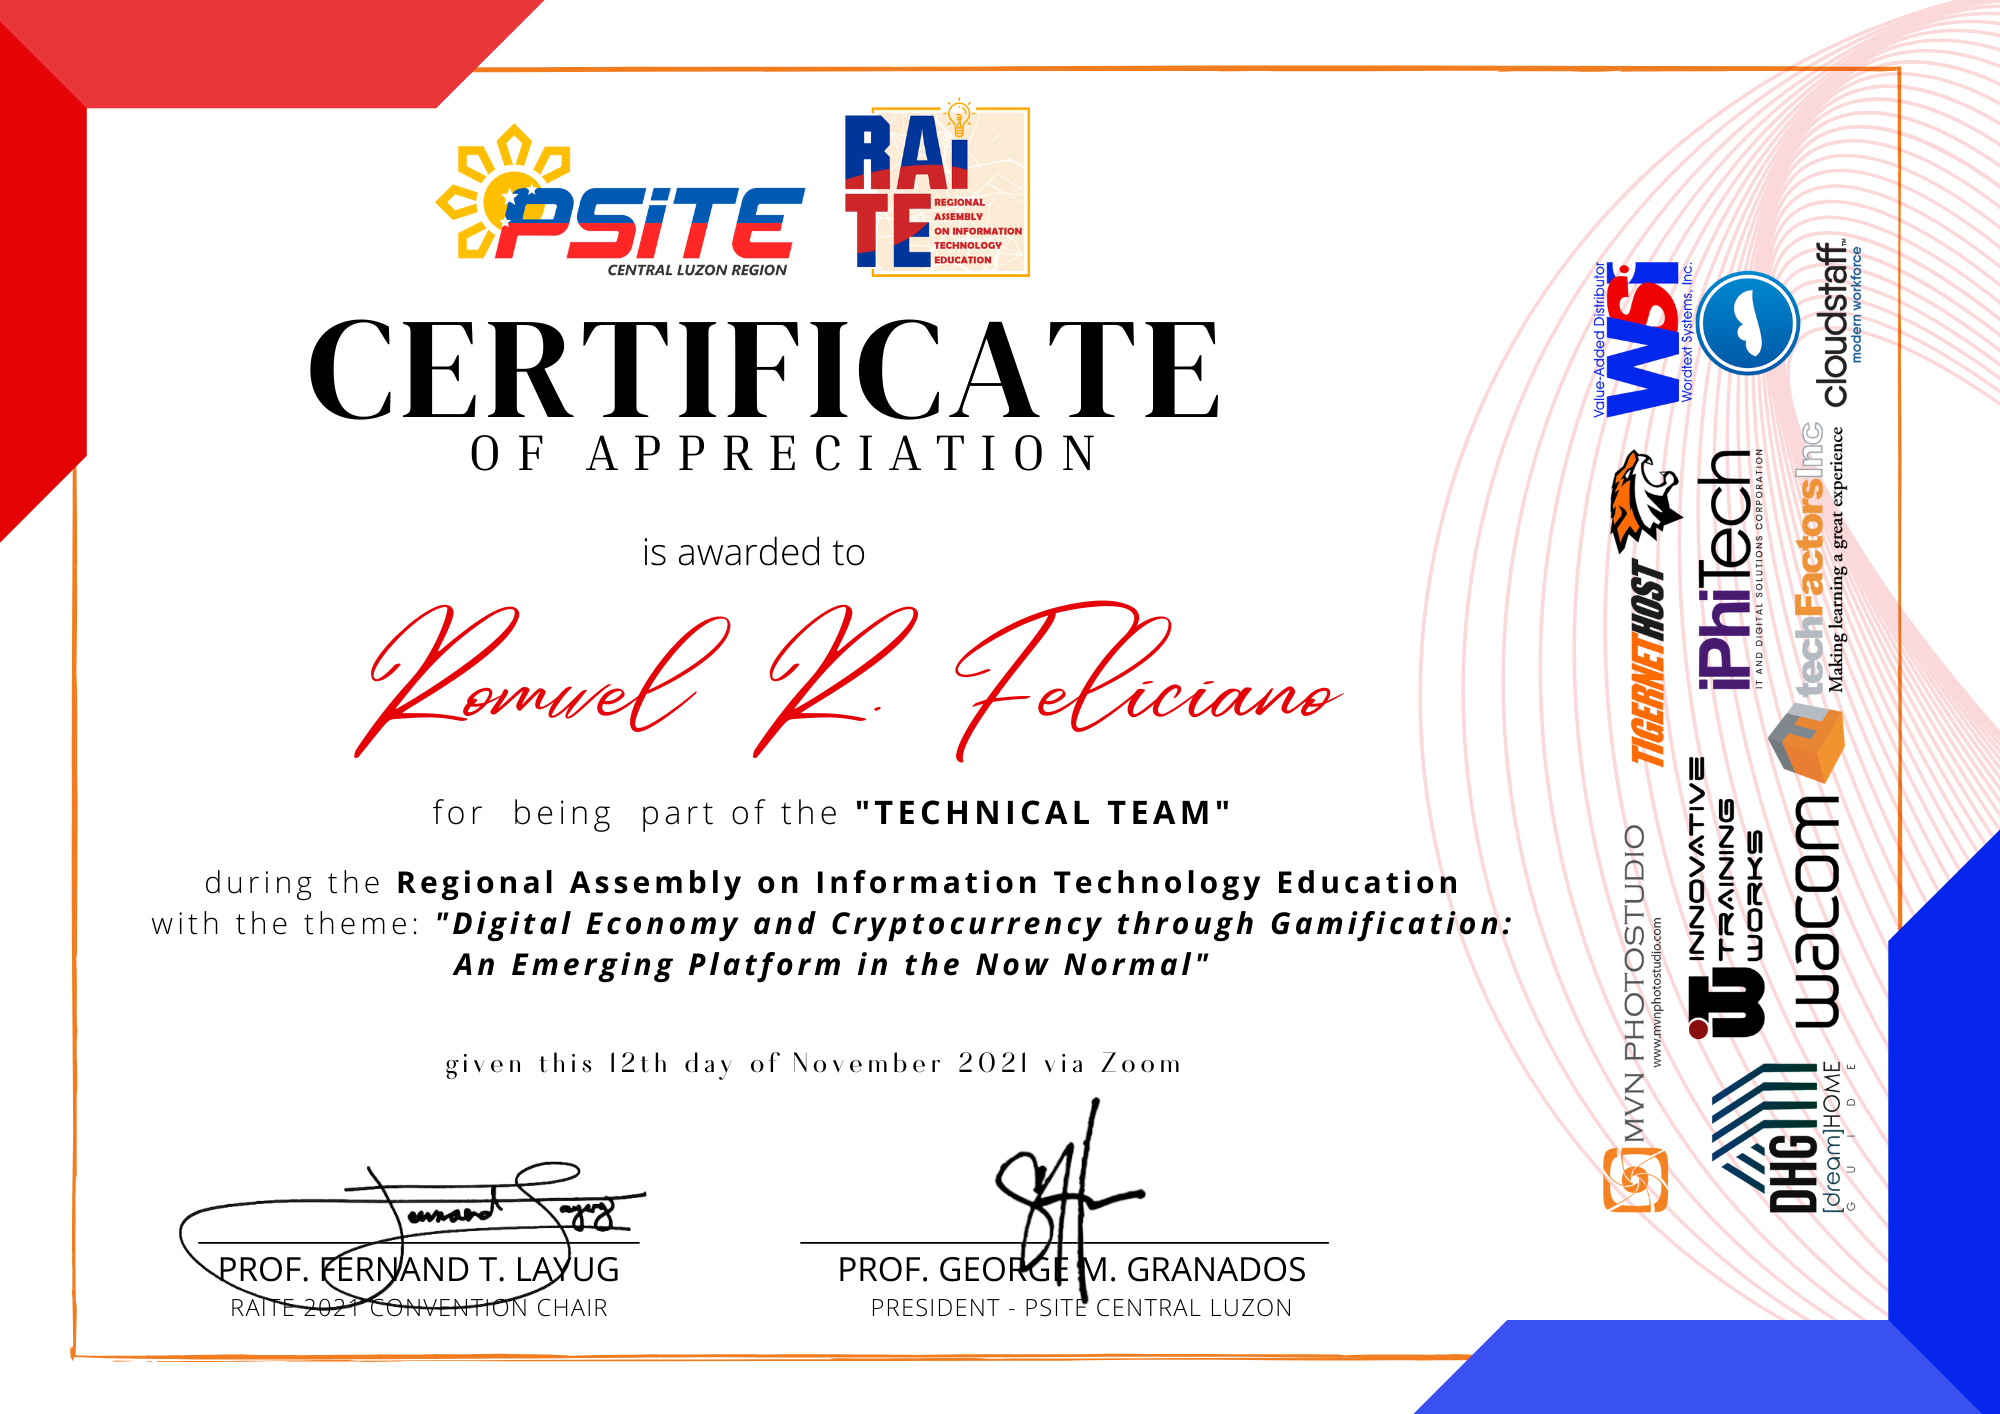 PSiTE
CENTRAL LUZON REGION
RAiTE
REGIONAL
ASSEMBLY
ON INFORMATION
TECHNOLOGY
EDUCATION
CERTIFICATE
OF APPRECIATION
is awarded to
Romwel R. Feliciano
for being part of the "TECHNICAL TEAM"
during the Regional Assembly on Information Technology Education
with the theme: "Digital Economy and Cryptocurrency through Gamification:
An Emerging Platform in the Now Normal"
given this 12th day of November 2021 via Zoom
PROF. FERNAND T. LAYUG
RAITE 2021 CONVENTION CHAIR
PROF. GEORGE M. GRANADOS
PRESIDENT - PSITE CENTRAL LUZON
Value-Added Distributor
WSi
Wordtext Systems, Inc.
cloudstaff™
modern workforce
TIGERNETHOST
iPhiTech
IT AND DIGITAL SOLUTIONS CORPORATION
techFactorsInc
Making learning a great experience
MVN PHOTOSTUDIO
www.mvnphotostudio.com
INNOVATIVE
TRAINING
WORKS
wacom
DHG
[dream]HOME
GUIDE